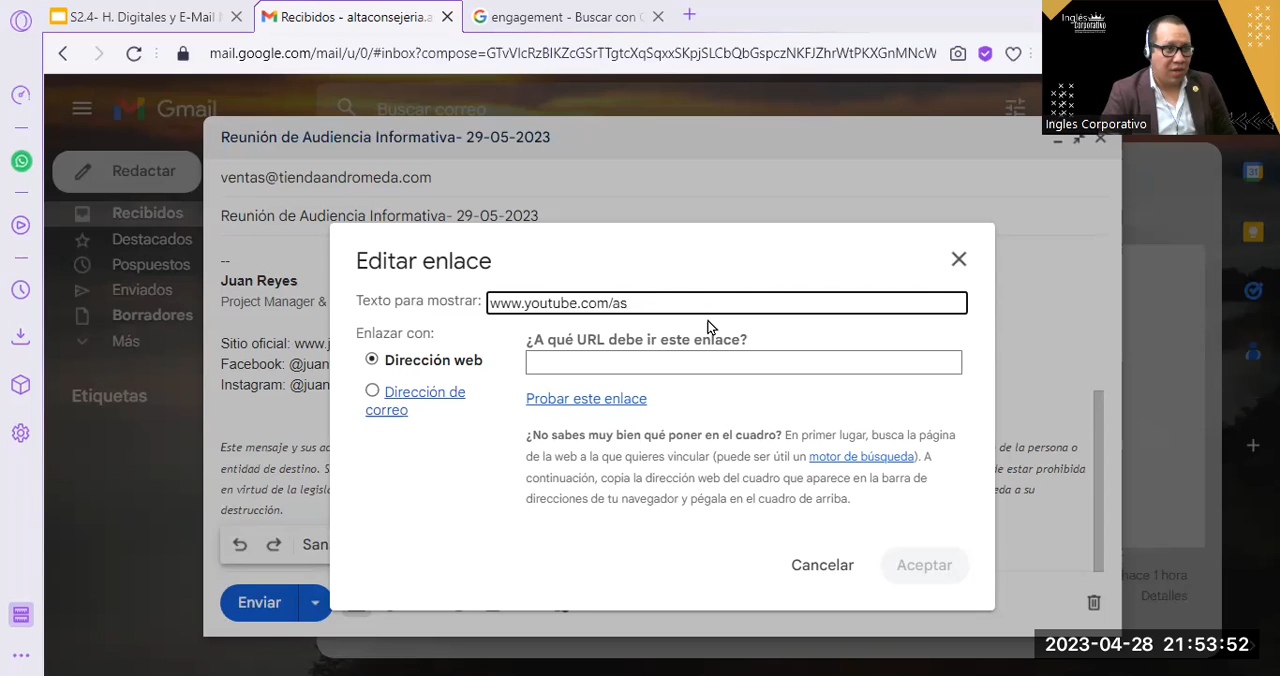 S2.4- H. Digitales y E-Mail
Recibidos - altaconsejeria.a
engagement - Buscar con
mail.google.com/mail/u/0/#inbox?compose=GTvVlcRzBlKZcGSrTTgtcXqSqxxSKpjSLCbQbGspczNKFJZhrWtPKXGnMNcW
Inglés
Corporativo
Ingles Corporativo
Gmail
Buscar correo
Redactar
Recibidos
Destacados
Pospuestos
Enviados
Borradores
Más
Etiquetas
Reunión de Audiencia Informativa- 29-05-2023
ventas@tiendaandromeda.com
Reunión de Audiencia Informativa- 29-05-2023
--
Juan Reyes
Project Manager &
Sitio oficial: www.j
Facebook: @juan
Instagram: @juan
Este mensaje y sus ad
de la persona o
entidad de destino. S
de estar prohibida
en virtud de la legisla
eda a su
destrucción.
San
Enviar
Editar enlace
Texto para mostrar: www.youtube.com/as
Enlazar con:
Dirección web
Dirección de
correo
¿A qué URL debe ir este enlace?
Probar este enlace
¿No sabes muy bien qué poner en el cuadro? En primer lugar, busca la página
de la web a la que quieres vincular (puede ser útil un motor de búsqueda). A
continuación, copia la dirección web del cuadro que aparece en la barra de
direcciones de tu navegador y pégala en el cuadro de arriba.
Cancelar
Aceptar
hace 1 hora
Detalles
2023-04-28 21:53:52